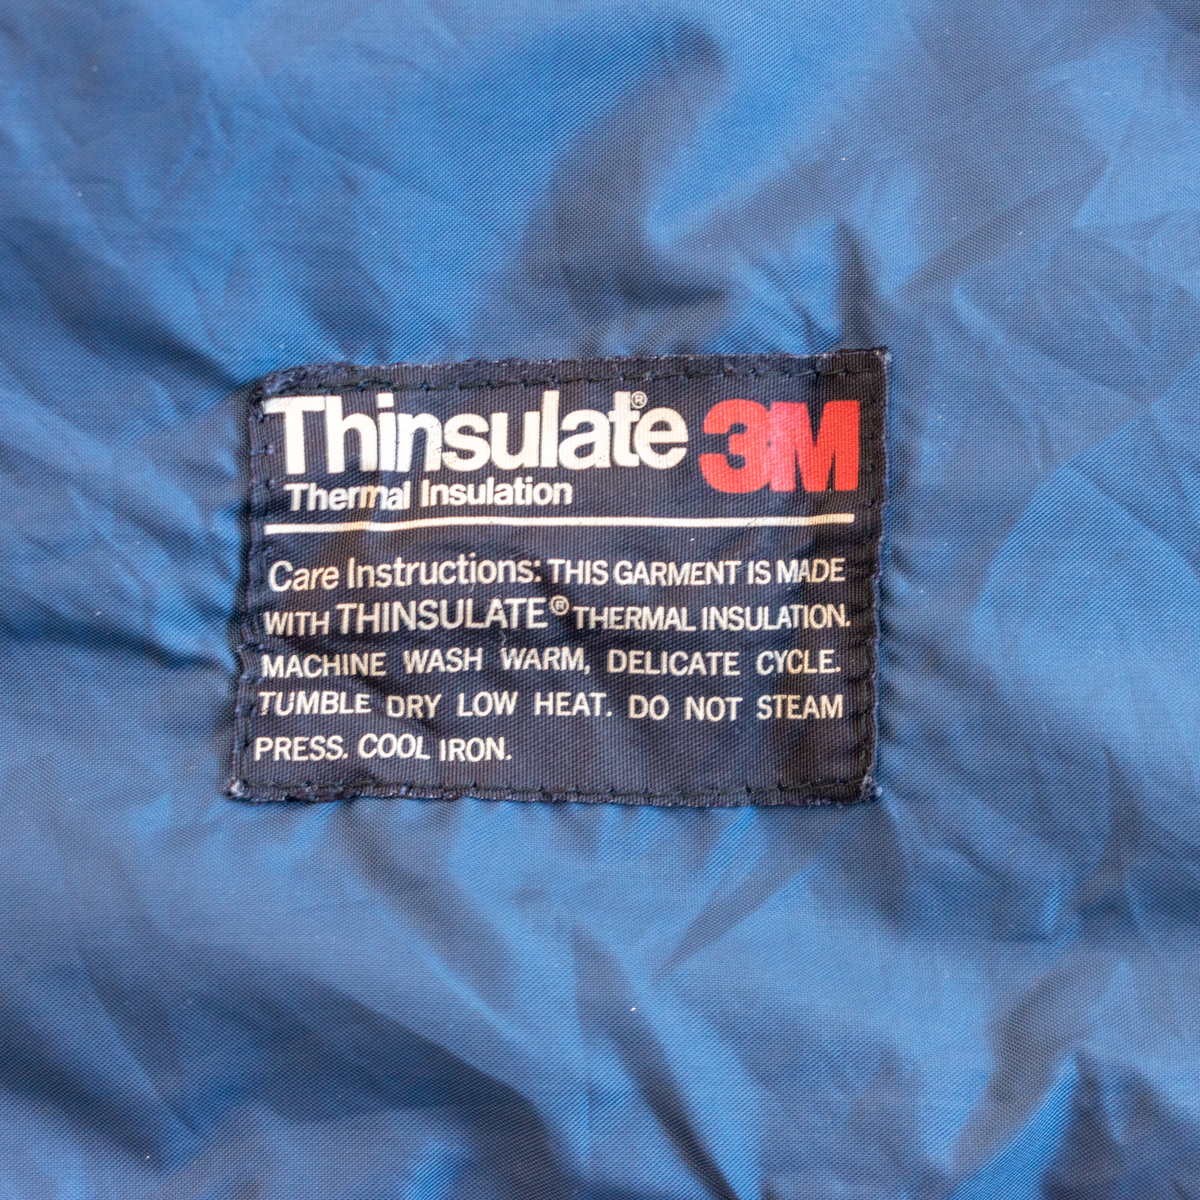 Thinsulate® 3M
Thermal Insulation
Care Instructions: THIS GARMENT IS MADE
WITH THINSULATE® THERMAL INSULATION.
MACHINE WASH WARM, DELICATE CYCLE.
TUMBLE DRY LOW HEAT. DO NOT STEAM
PRESS. COOL IRON.